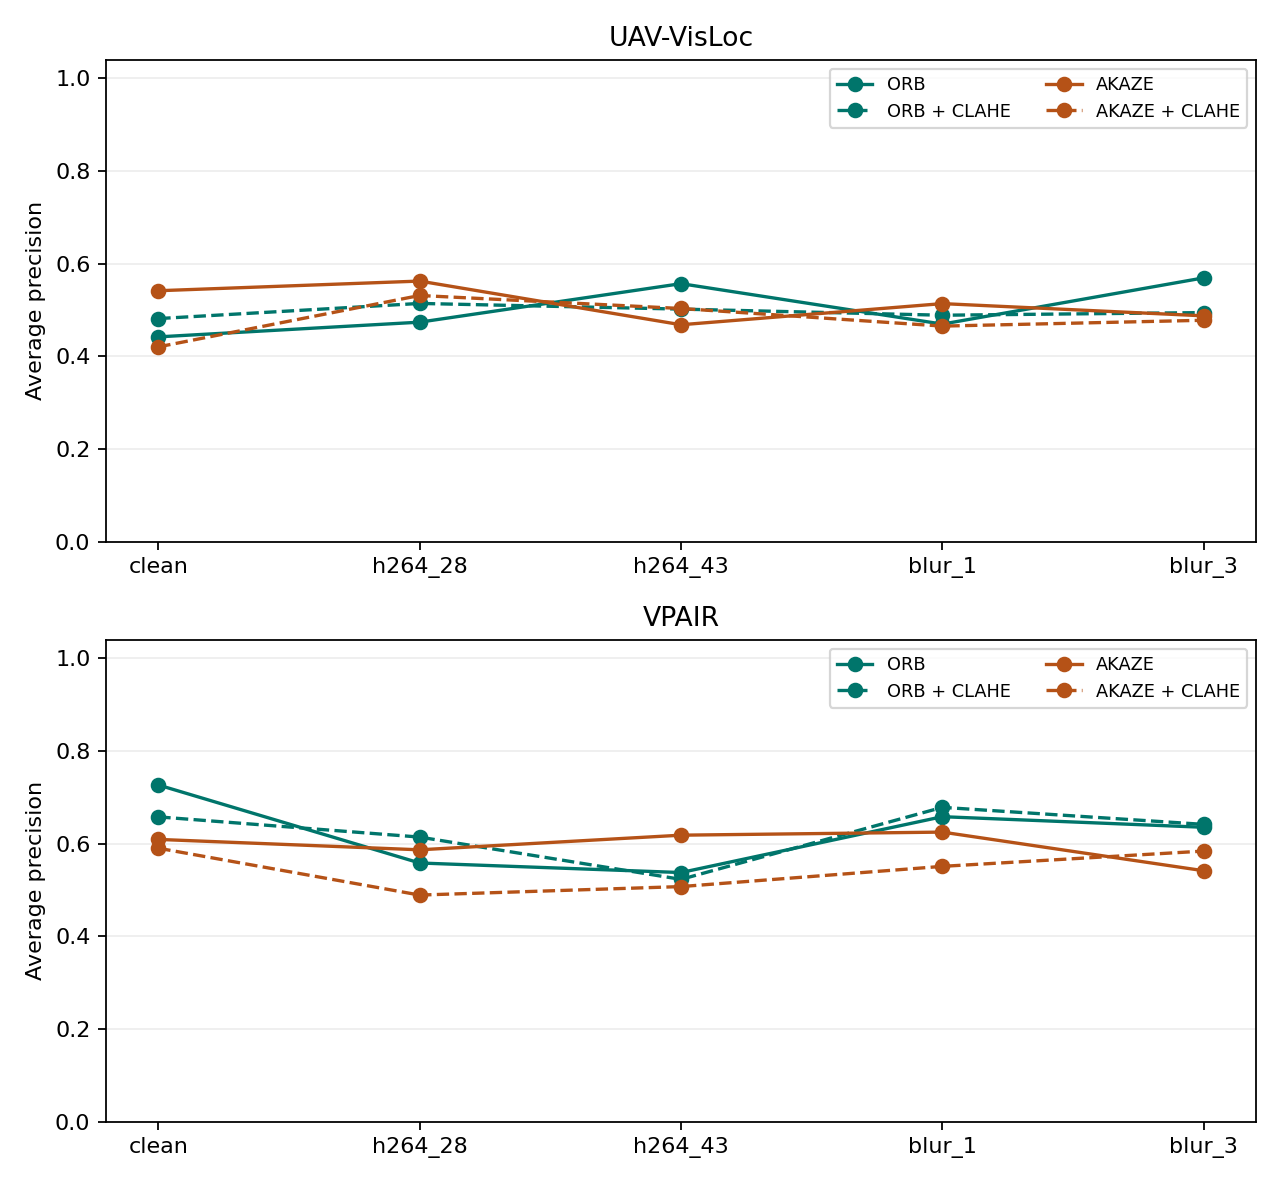 UAV-VisLoc
Average precision
1.0
0.8
0.6
0.4
0.2
0.0
ORB
ORB + CLAHE
AKAZE
AKAZE + CLAHE
clean
h264_28
h264_43
blur_1
blur_3
VPAIR
Average precision
1.0
0.8
0.6
0.4
0.2
0.0
ORB
ORB + CLAHE
AKAZE
AKAZE + CLAHE
clean
h264_28
h264_43
blur_1
blur_3